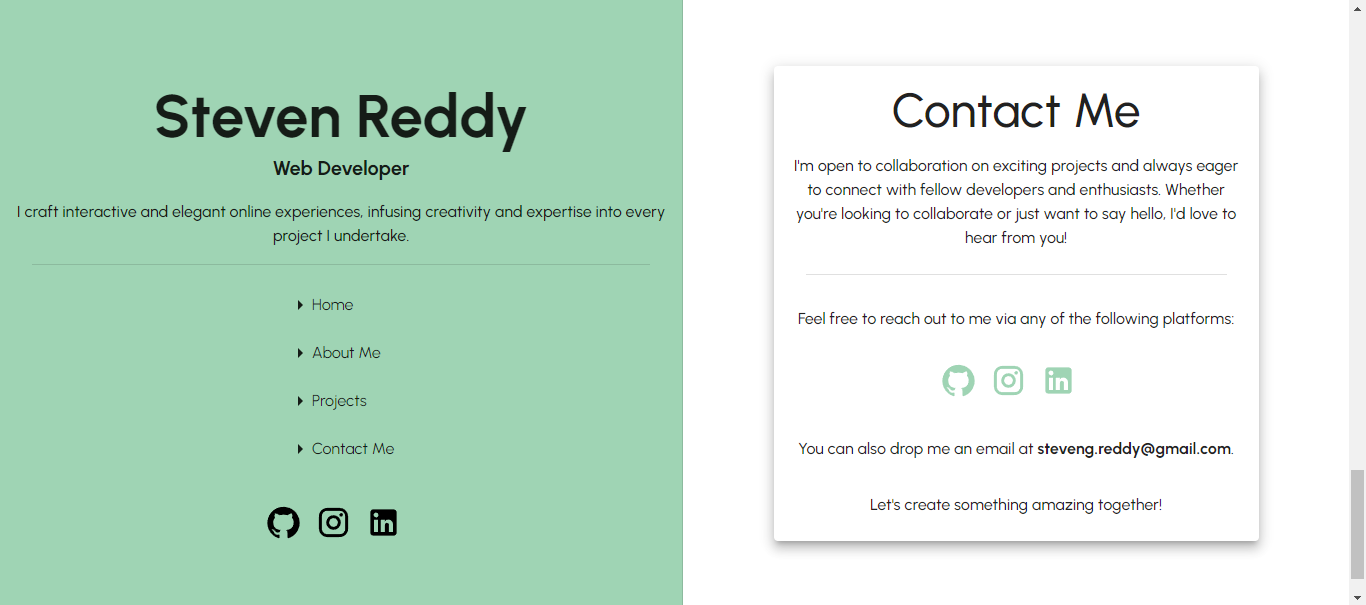 Steven Reddy
Web Developer
I craft interactive and elegant online experiences, infusing creativity and expertise into every
project I undertake.
Home
About Me
Projects
Contact Me
Contact Me
I'm open to collaboration on exciting projects and always eager
to connect with fellow developers and enthusiasts. Whether
you're looking to collaborate or just want to say hello, I'd love to
hear from you!
Feel free to reach out to me via any of the following platforms:
You can also drop me an email at steveng.reddy@gmail.com.
Let's create something amazing together!